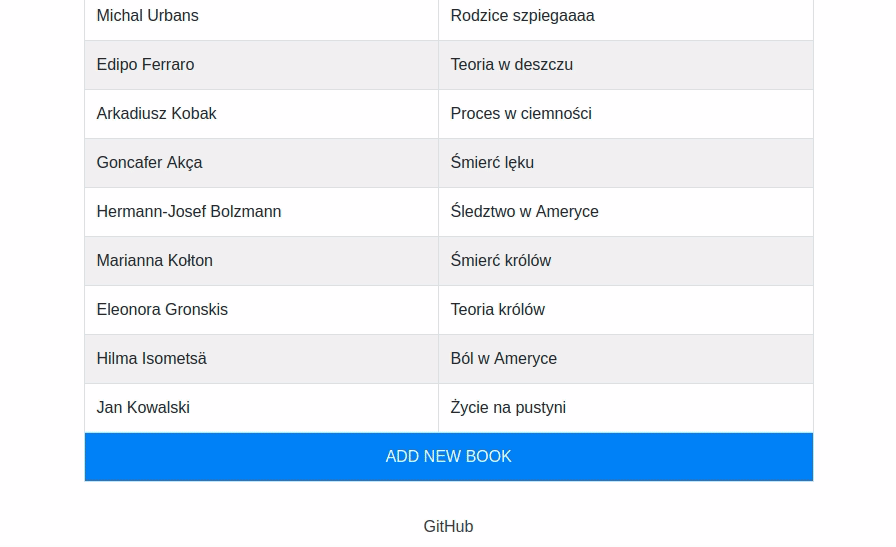 Michal Urbans Rodzice szpiegaaaa
Edipo Ferraro Teoria w deszczu
Arkadiusz Kobak Proces w ciemności
Goncafer Akça Śmierć lęku
Hermann-Josef Bolzmann Śledztwo w Ameryce
Marianna Kołton Śmierć królów
Eleonora Gronskis Teoria królów
Hilma Isometsä Ból w Ameryce
Jan Kowalski Życie na pustyni
ADD NEW BOOK
GitHub